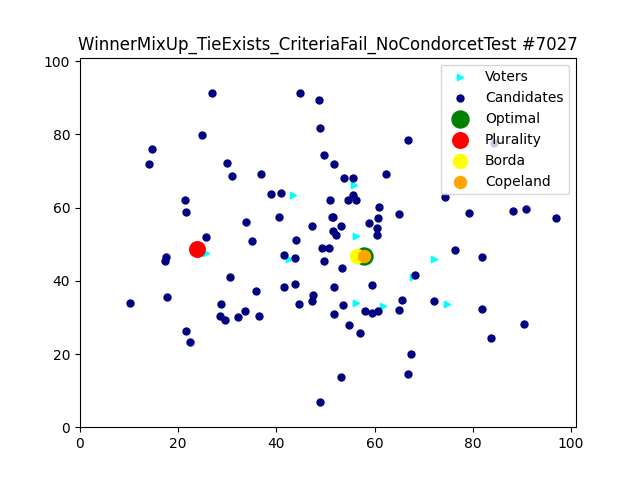 WinnerMixUp_TieExists_CriteriaFail_NoCondorcetTest #7027
100
80
60
40
20
0
0 20 40 60 80 100
Voters
Candidates
Optimal
Plurality
Borda
Copeland